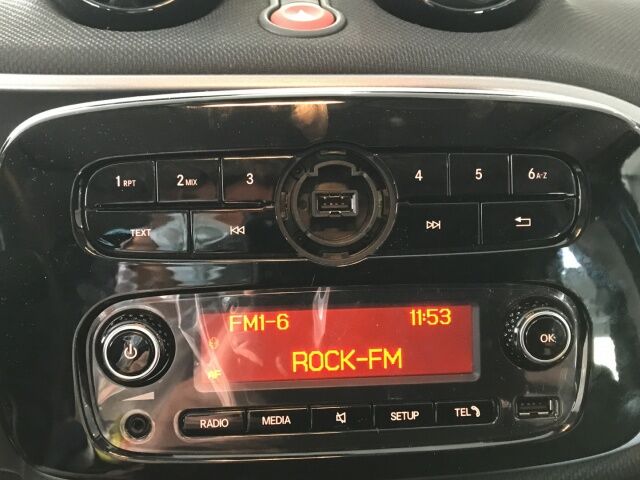 1 RPT 2 MIX 3 4 5 6 A-Z
TEXT
FM1-6 11:53
AF ROCK-FM
OK
RADIO MEDIA SETUP TEL